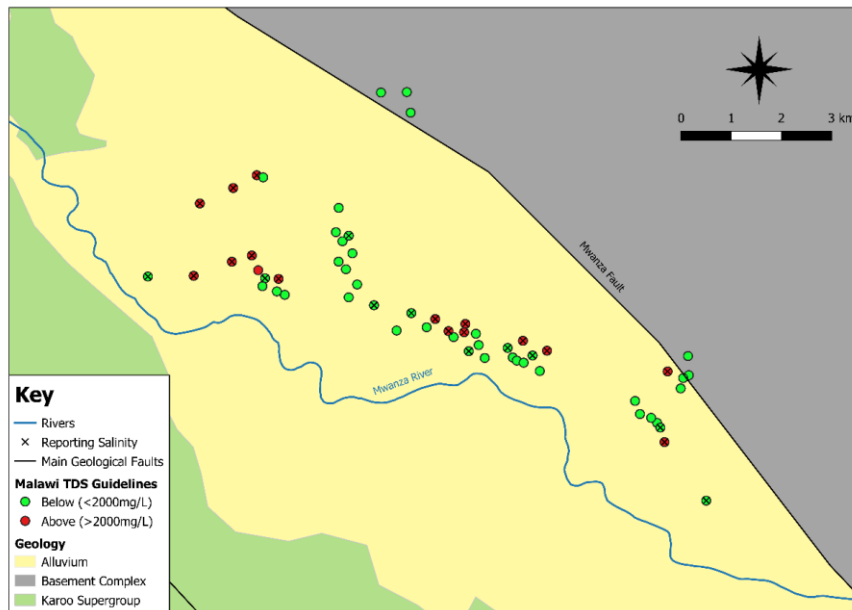 0 1 2 3 km
Mwanza Fault
Mwanza River
Key
Rivers
Reporting Salinity
Main Geological Faults
Malawi TDS Guidelines
Below (<2000mg/L)
Above (>2000mg/L)
Geology
Alluvium
Basement Complex
Karoo Supergroup